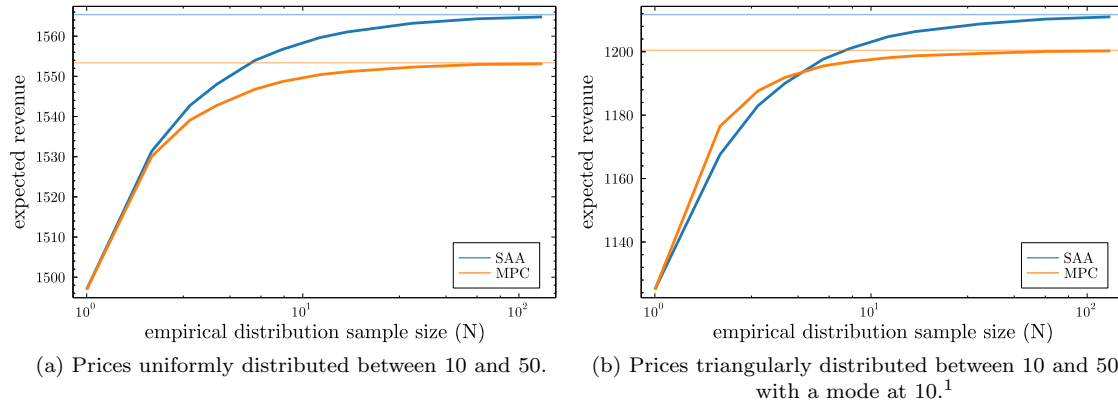 expected revenue
1560
1550
1540
1530
1520
1510
1500
SAA
MPC
10^0
10^1
10^2
empirical distribution sample size (N)
(a) Prices uniformly distributed between 10 and 50.
expected revenue
1200
1180
1160
1140
SAA
MPC
10^0
10^1
10^2
empirical distribution sample size (N)
(b) Prices triangularly distributed between 10 and 50
with a mode at 10.¹